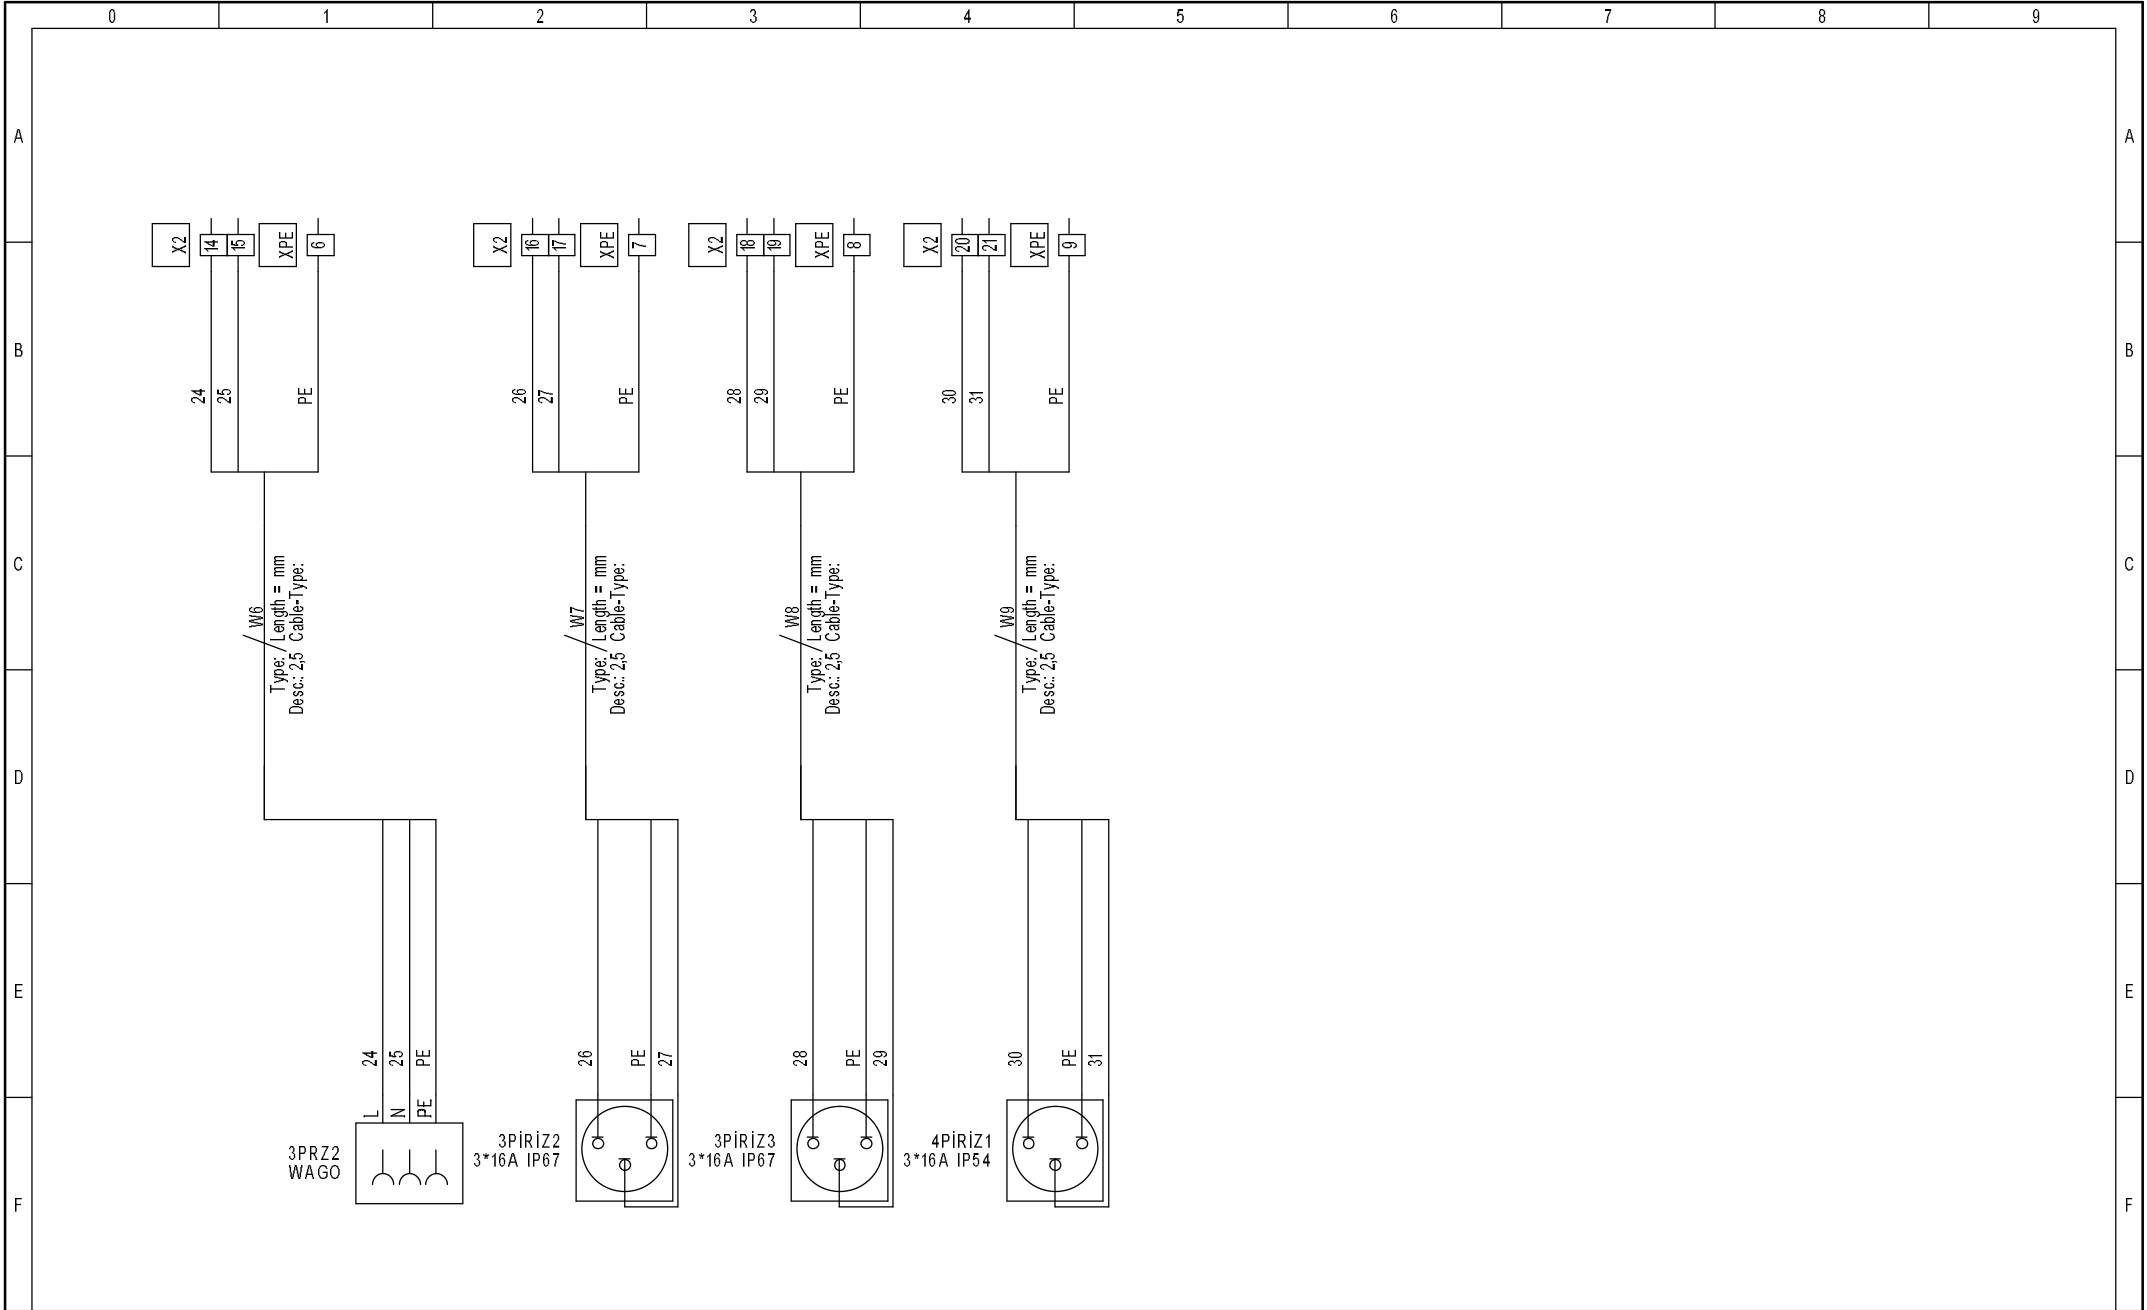 0 1 2 3 4 5 6 7 8 9
A A
X2 14 15 XPE 6 X2 16 17 XPE 7 X2 18 19 XPE 8 X2 20 21 XPE 9
B B
24 25 PE 26 27 PE 28 29 PE 30 31 PE
C C
W6
Type: Length = mm
Desc.: 2,5 Cable-Type:
W7
Type: Length = mm
Desc.: 2,5 Cable-Type:
W8
Type: Length = mm
Desc.: 2,5 Cable-Type:
W9
Type: Length = mm
Desc.: 2,5 Cable-Type:
D D
E E
24 25 PE 26 PE 27 28 PE 29 30 PE 31
L N PE
3PRZ2
WAGO
3PİRİZ2
3*16A IP67
3PİRİZ3
3*16A IP67
4PİRİZ1
3*16A IP54
F F